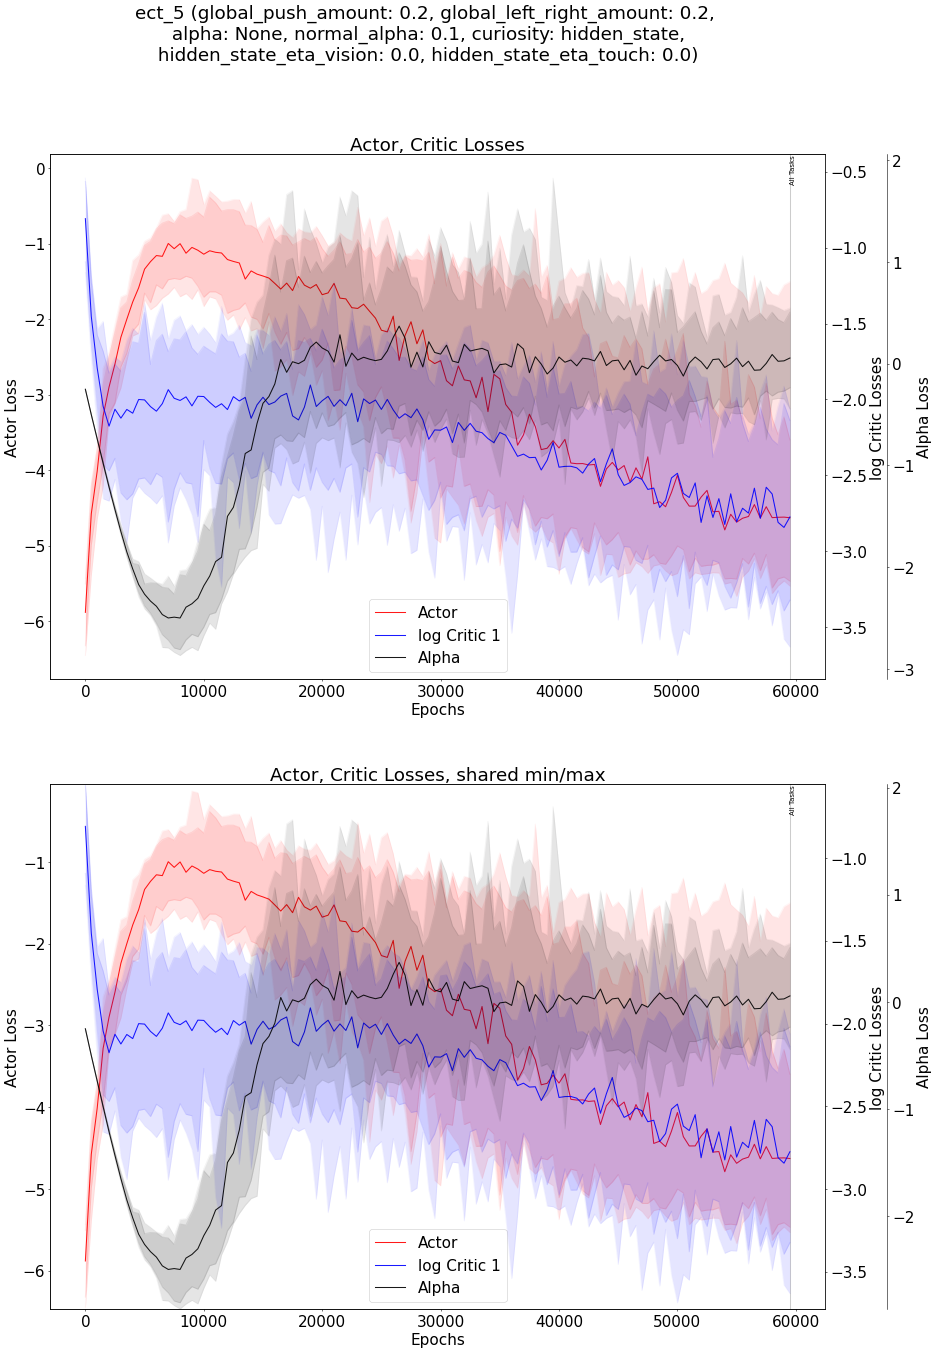 ect_5 (global_push_amount: 0.2, global_left_right_amount: 0.2,
alpha: None, normal_alpha: 0.1, curiosity: hidden_state,
hidden_state_eta_vision: 0.0, hidden_state_eta_touch: 0.0)
Actor, Critic Losses
Actor Loss
0
−1
−2
−3
−4
−5
−6
0
10000
20000
30000
40000
50000
60000
Epochs
−0.5
−1.0
−1.5
−2.0
−2.5
−3.0
−3.5
log Critic Losses
2
1
0
−1
−2
−3
Alpha Loss
All Tasks
Actor
log Critic 1
Alpha
Actor, Critic Losses, shared min/max
Actor Loss
−1
−2
−3
−4
−5
−6
0
10000
20000
30000
40000
50000
60000
Epochs
−1.0
−1.5
−2.0
−2.5
−3.0
−3.5
log Critic Losses
2
1
0
−1
−2
Alpha Loss
All Tasks
Actor
log Critic 1
Alpha